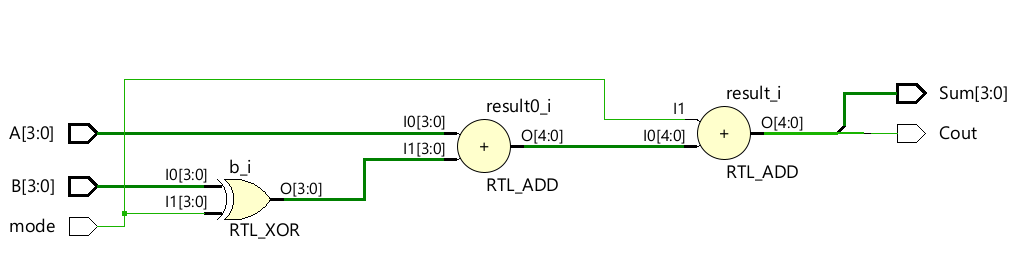 result0_i
result_i
Sum[3:0]
I1
A[3:0]
I0[3:0]
O[4:0]
I0[4:0]
+
O[4:0]
Cout
I1[3:0]
+
RTL_ADD
RTL_ADD
b_i
B[3:0]
I0[3:0]
O[3:0]
I1[3:0]
mode
RTL_XOR